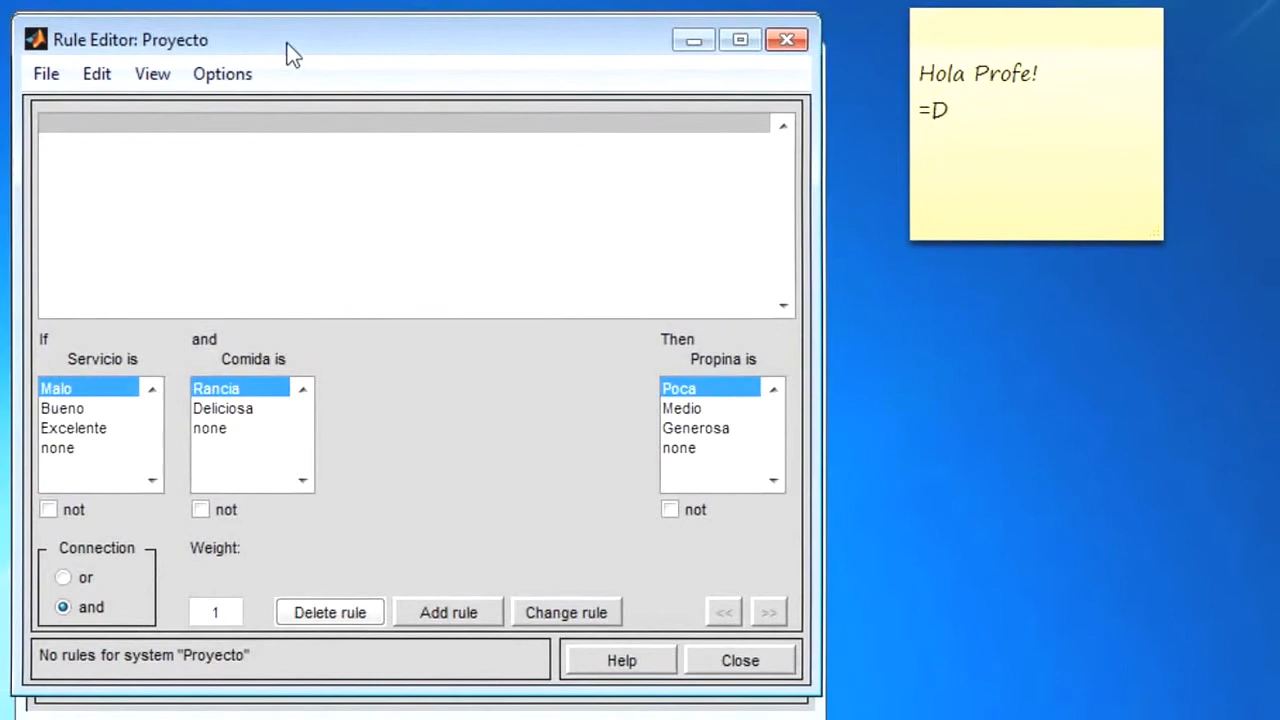 Rule Editor: Proyecto
File Edit View Options
Hola Profe!
=D
If and Then
Servicio is Comida is Propina is
Malo
Bueno
Excelente
none
Rancia
Deliciosa
none
Poca
Medio
Generosa
none
not not not
Connection
or
and
Weight:
1 Delete rule Add rule Change rule << >>
No rules for system "Proyecto" Help Close